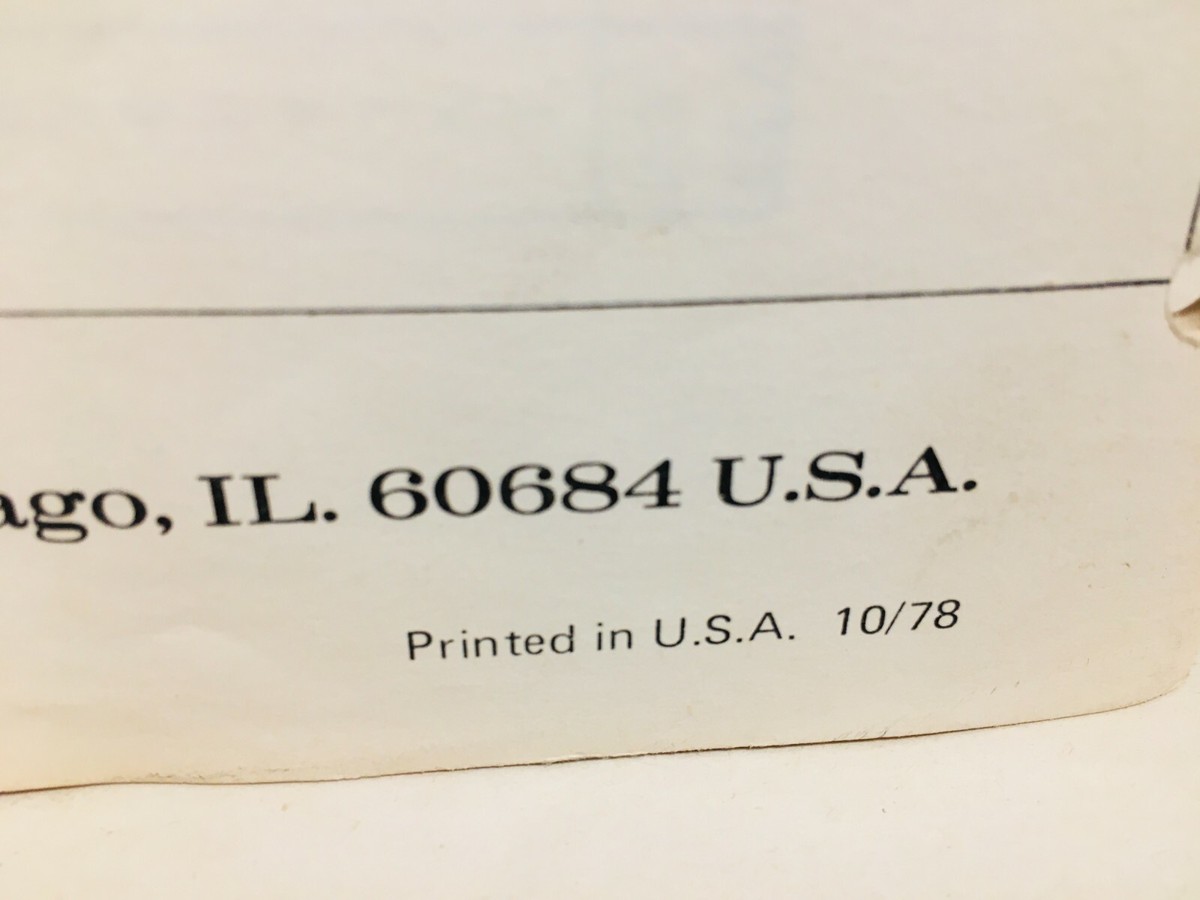 ago, IL. 60684 U.S.A.
Printed in U.S.A. 10/78